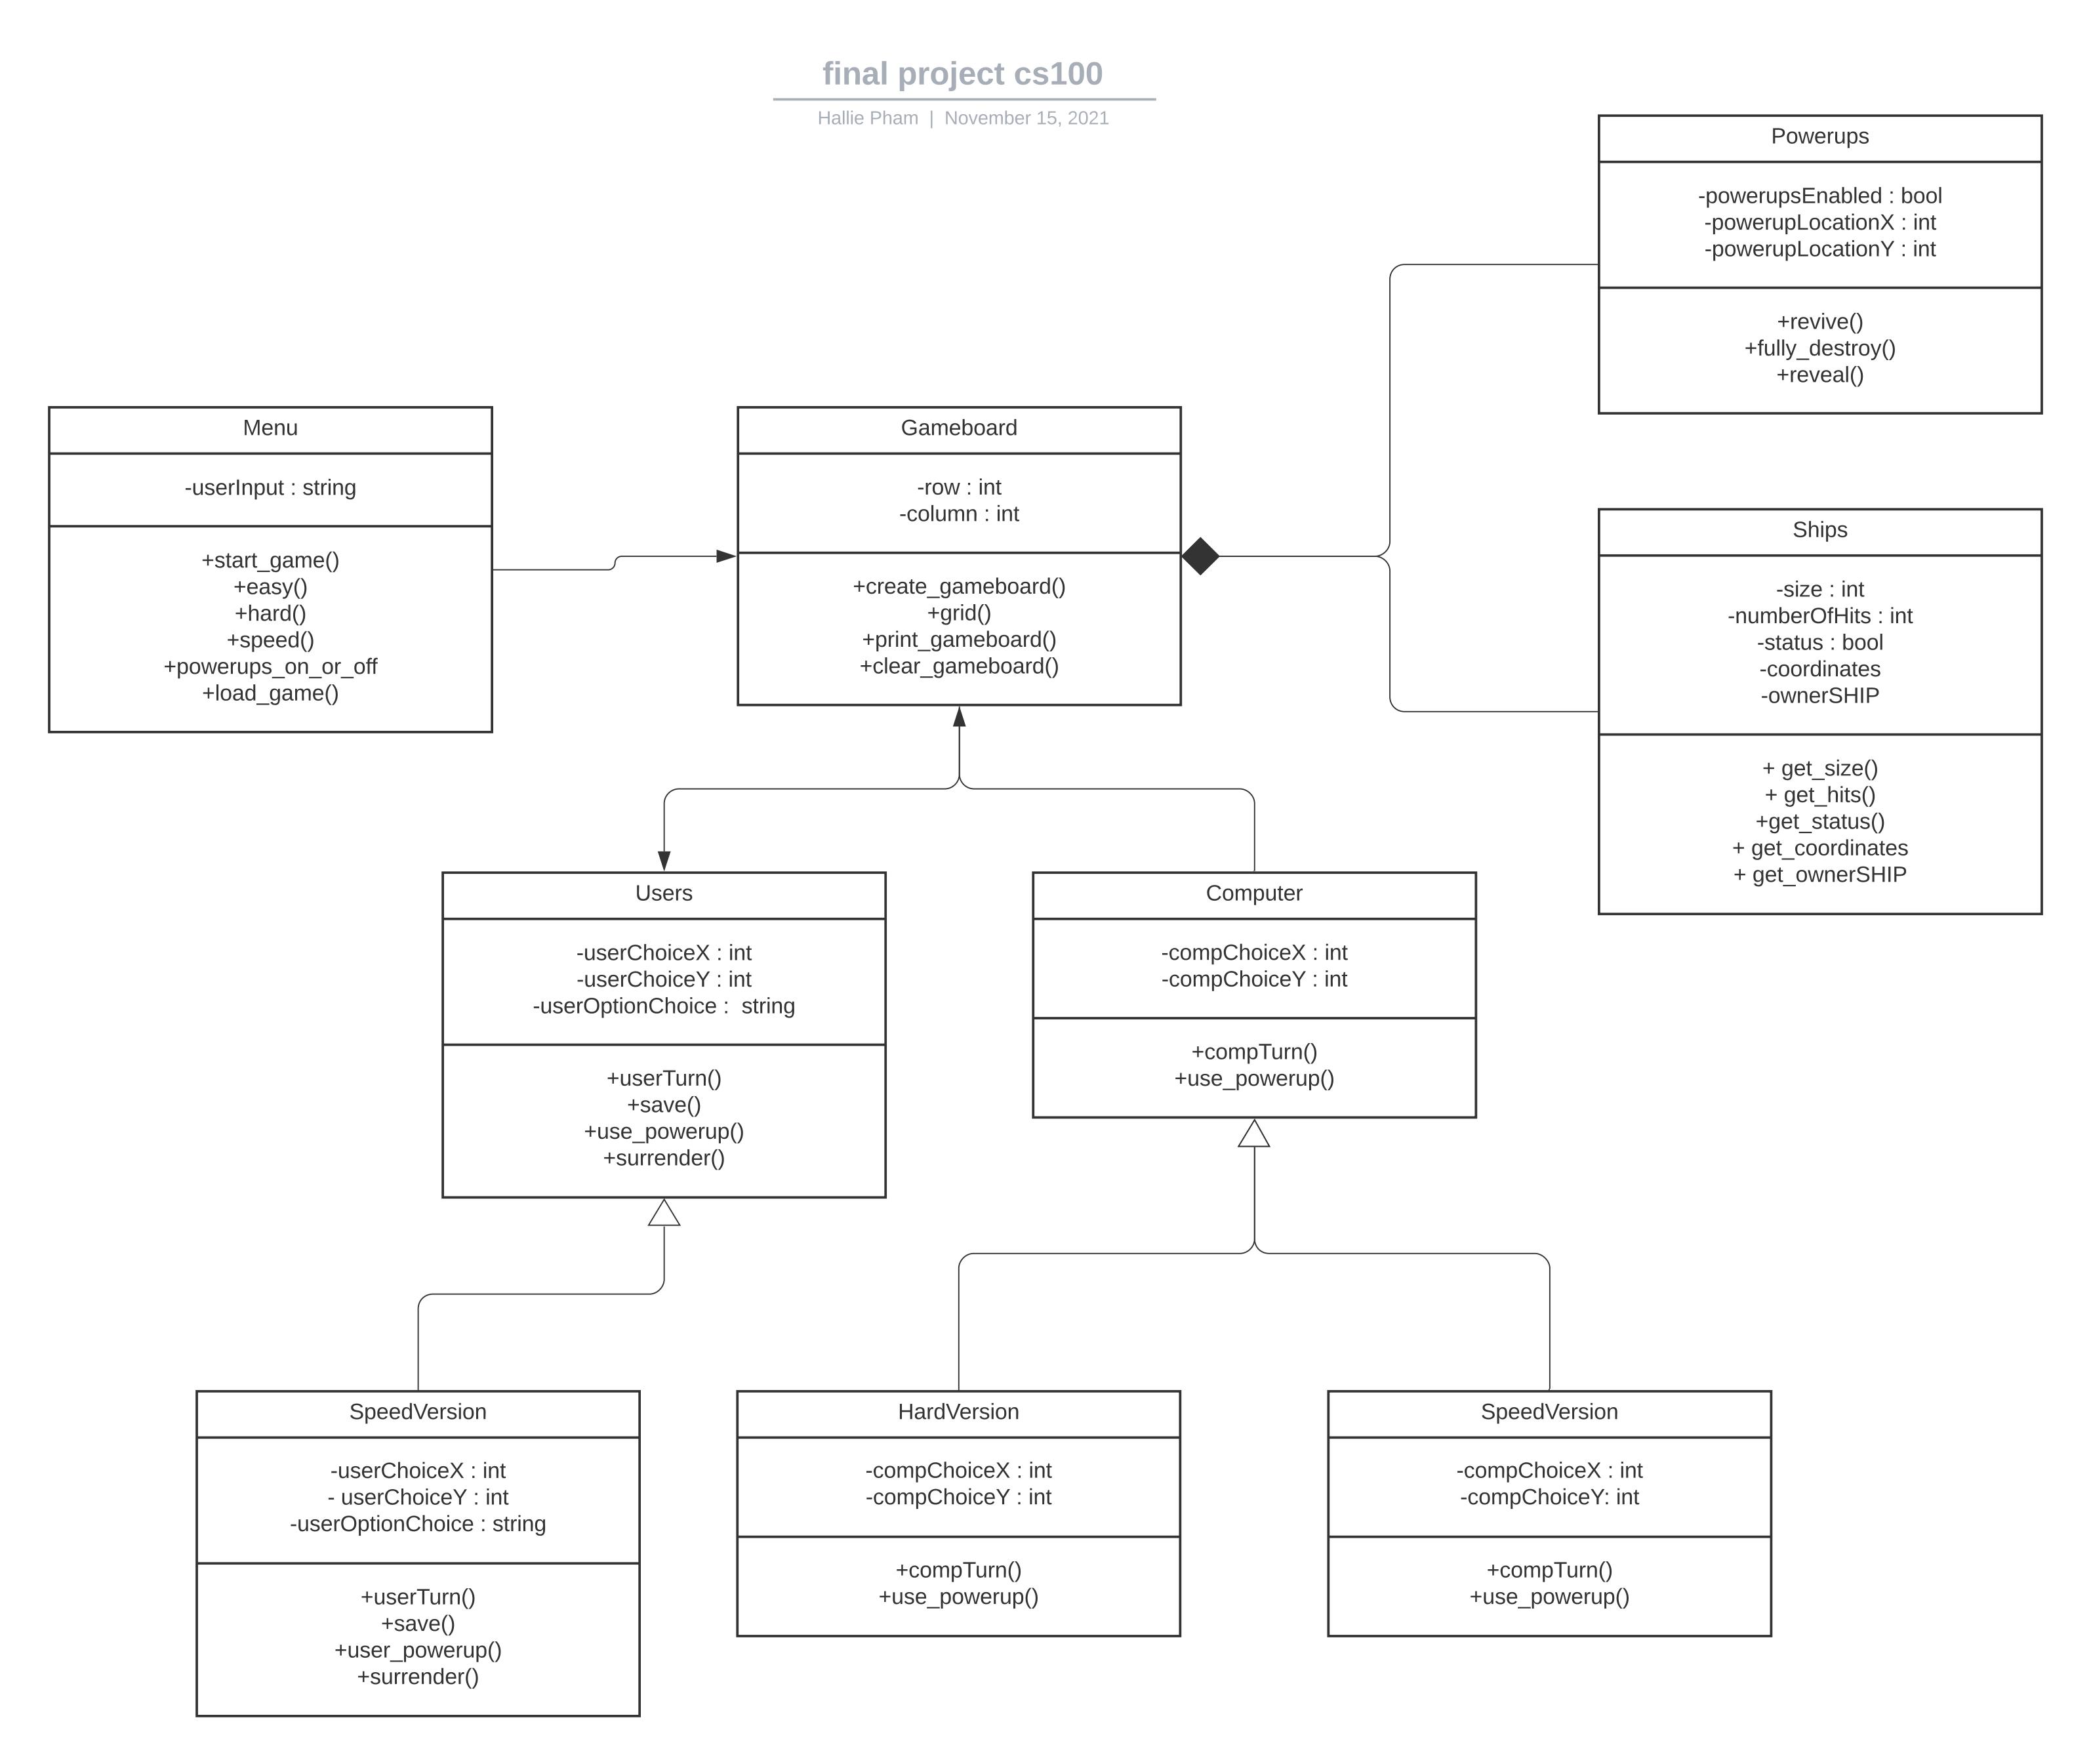 final project cs100
Hallie Pham | November 15, 2021
Powerups
-powerupsEnabled : bool
-powerupLocationX : int
-powerupLocationY : int
+revive()
+fully_destroy()
+reveal()
Menu
-userInput : string
+start_game()
+easy()
+hard()
+speed()
+powerups_on_or_off
+load_game()
Gameboard
-row : int
-column : int
+create_gameboard()
+grid()
+print_gameboard()
+clear_gameboard()
Ships
-size : int
-numberOfHits : int
-status : bool
-coordinates
-ownerSHIP
+ get_size()
+ get_hits()
+get_status()
+ get_coordinates
+ get_ownerSHIP
Users
-userChoiceX : int
-userChoiceY : int
-userOptionChoice :  string
+userTurn()
+save()
+use_powerup()
+surrender()
Computer
-compChoiceX : int
-compChoiceY : int
+compTurn()
+use_powerup()
SpeedVersion
-userChoiceX : int
- userChoiceY : int
-userOptionChoice : string
+userTurn()
+save()
+user_powerup()
+surrender()
HardVersion
-compChoiceX : int
-compChoiceY : int
+compTurn()
+use_powerup()
SpeedVersion
-compChoiceX : int
-compChoiceY: int
+compTurn()
+use_powerup()